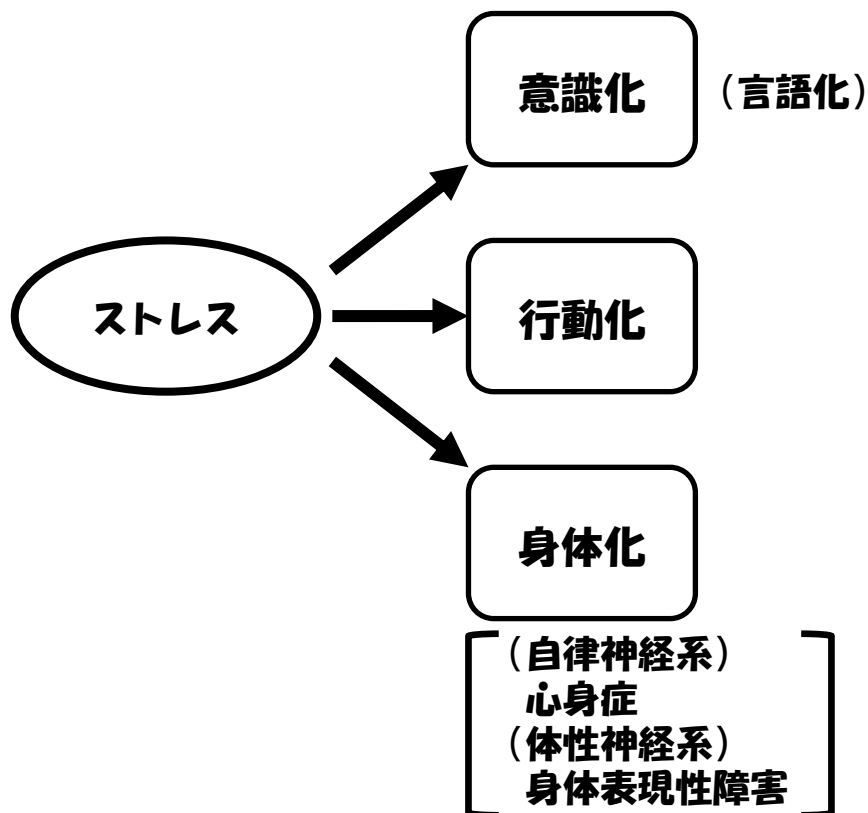 意識化
（言語化）
ストレス
行動化
身体化
（自律神経系）
心身症
（体性神経系）
身体表現性障害